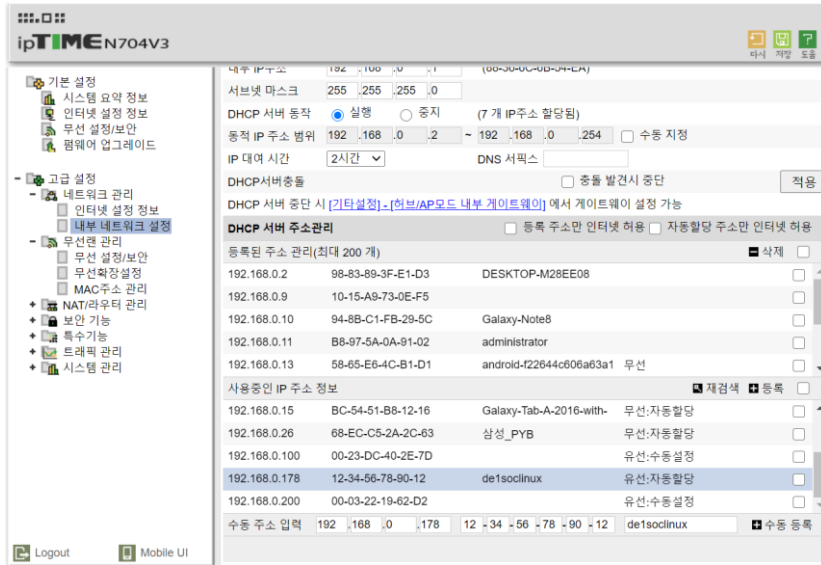 ipTIME N704V3
다시 저장 도움
기본 설정
시스템 요약 정보
인터넷 설정 정보
무선 설정/보안
펌웨어 업그레이드
고급 설정
네트워크 관리
인터넷 설정 정보
내부 네트워크 설정
무선랜 관리
무선 설정/보안
무선확장설정
MAC주소 관리
NAT/라우터 관리
보안 기능
특수기능
트래픽 관리
시스템 관리
Logout Mobile UI
내부 IP주소 192 .168 .0 .1
서브넷 마스크 255 .255 .255 .0
DHCP 서버 동작 실행 중지 (7 개 IP주소 할당됨)
동적 IP 주소 범위 192 .168 .0 .2 ~ 192 .168 .0 .254 수동 지정
IP 대여 시간 2시간 DNS 서픽스
DHCP서버충돌 충돌 발견시 중단 적용
DHCP 서버 중단 시 [기타설정] - [허브/AP모드 내부 게이트웨이] 에서 게이트웨이 설정 가능
DHCP 서버 주소관리 등록 주소만 인터넷 허용 자동할당 주소만 인터넷 허용
등록된 주소 관리(최대 200 개) 삭제
192.168.0.2 98-83-89-3F-E1-D3 DESKTOP-M28EE08
192.168.0.9 10-15-A9-73-0E-F5
192.168.0.10 94-8B-C1-FB-29-5C Galaxy-Note8
192.168.0.11 B8-97-5A-0A-91-02 administrator
192.168.0.13 58-65-E6-4C-B1-D1 android-f22644c606a63a1 무선
사용중인 IP 주소 정보 재검색 등록
192.168.0.15 BC-54-51-B8-12-16 Galaxy-Tab-A-2016-with- 무선:자동할당
192.168.0.26 68-EC-C5-2A-2C-63 삼성_PYB 무선:자동할당
192.168.0.100 00-23-DC-40-2E-7D 유선:수동설정
192.168.0.178 12-34-56-78-90-12 de1soclinux 유선:자동할당
192.168.0.200 00-03-22-19-62-D2 유선:수동설정
수동 주소 입력 192 .168 .0 .178 12 - 34 - 56 - 78 - 90 - 12 de1soclinux 수동 등록